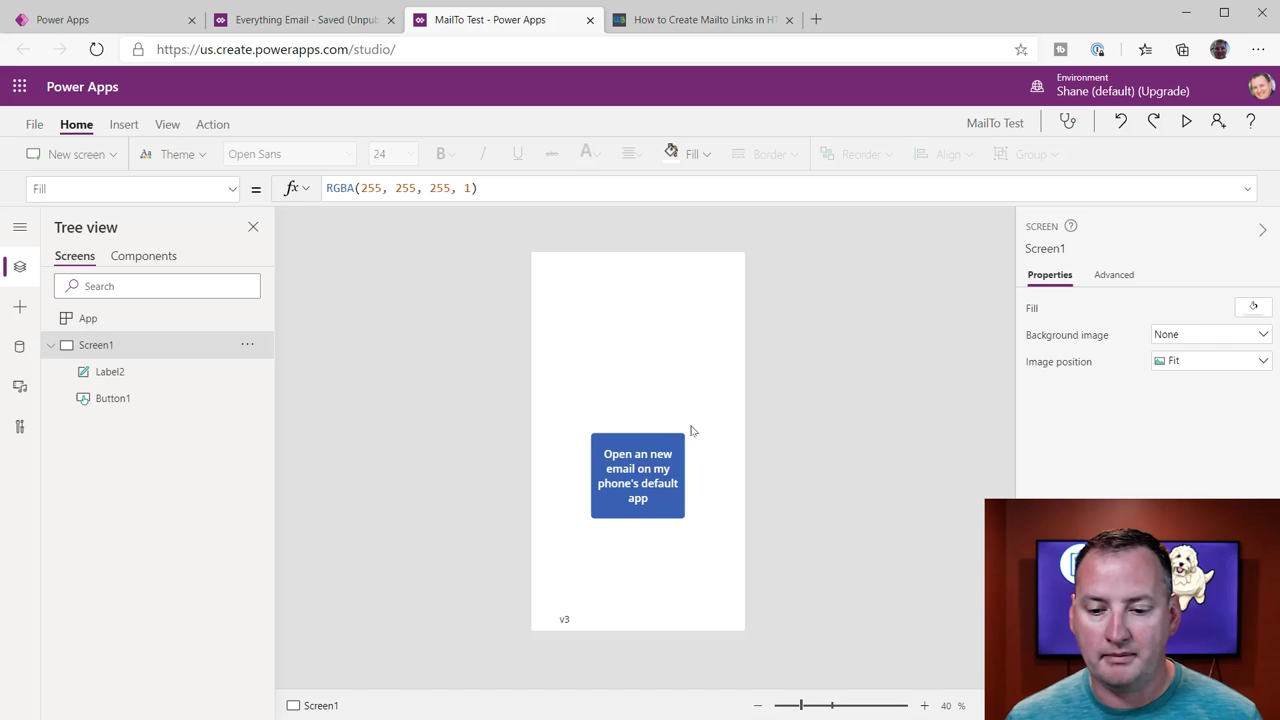 Power Apps
Everything Email - Saved (Unpub
MailTo Test - Power Apps
How to Create Mailto Links in HT
https://us.create.powerapps.com/studio/
Power Apps
Environment
Shane (default) (Upgrade)
File
Home
Insert
View
Action
MailTo Test
New screen
Theme
Open Sans
24
B
Fill
Border
Reorder
Align
Group
Fill
=
fx
RGBA(255, 255, 255, 1)
Tree view
Screens
Components
Search
App
Screen1
Label2
Button1
Open an new
email on my
phone's default
app
v3
SCREEN
Screen1
Properties
Advanced
Fill
Background image
None
Image position
Fit
Screen1
40 %